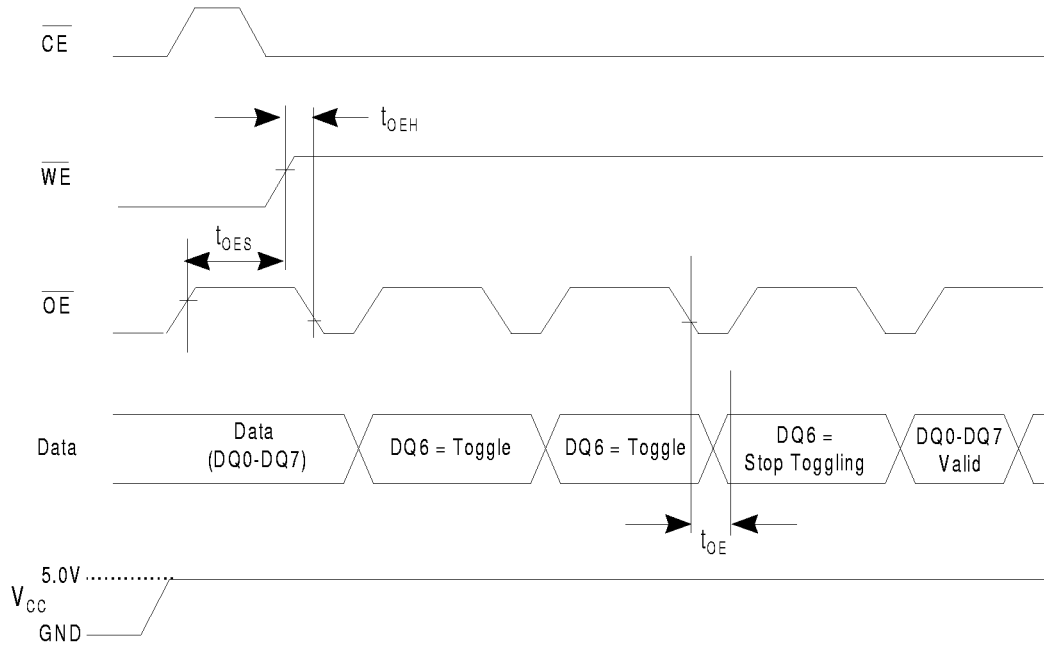 CE
tOEH
WE
tOES
OE
Data
Data
(DQ0-DQ7)
DQ6 = Toggle
DQ6 = Toggle
DQ6 =
Stop Toggling
DQ0-DQ7
Valid
tOE
5.0V
VCC
GND